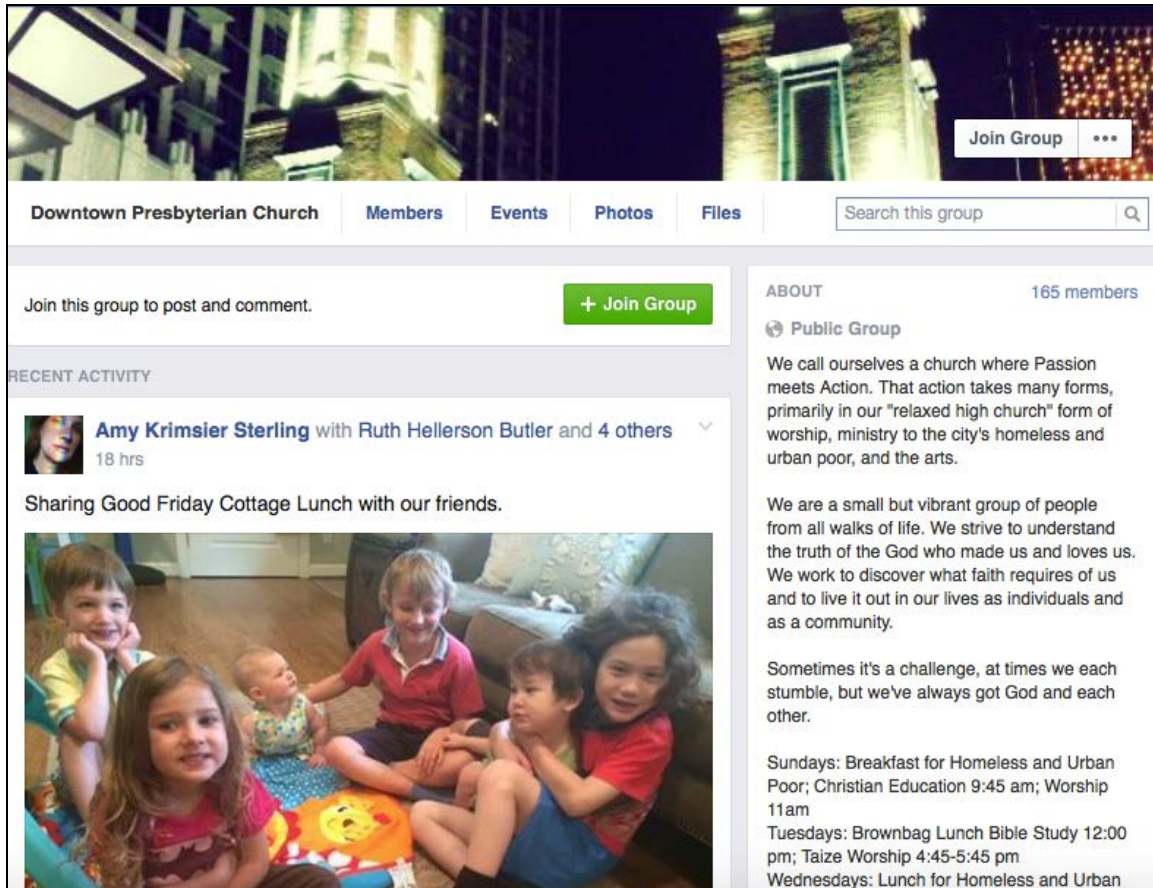 Join Group
Downtown Presbyterian Church Members Events Photos Files Search this group
Join this group to post and comment.
+ Join Group
RECENT ACTIVITY
Amy Krimsier Sterling with Ruth Hellerson Butler and 4 others
18 hrs
Sharing Good Friday Cottage Lunch with our friends.
ABOUT 165 members
Public Group
We call ourselves a church where Passion
meets Action. That action takes many forms,
primarily in our "relaxed high church" form of
worship, ministry to the city's homeless and
urban poor, and the arts.
We are a small but vibrant group of people
from all walks of life. We strive to understand
the truth of the God who made us and loves us.
We work to discover what faith requires of us
and to live it out in our lives as individuals and
as a community.
Sometimes it's a challenge, at times we each
stumble, but we've always got God and each
other.
Sundays: Breakfast for Homeless and Urban
Poor; Christian Education 9:45 am; Worship
11am
Tuesdays: Brownbag Lunch Bible Study 12:00
pm; Taize Worship 4:45-5:45 pm
Wednesdays: Lunch for Homeless and Urban